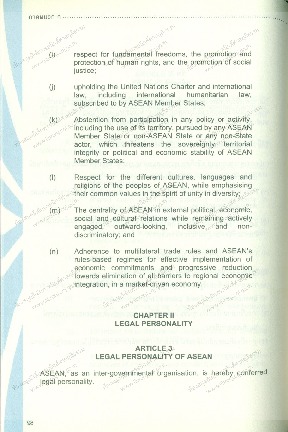 (i) respect for fundamental freedoms, the promotion and
protection of human rights, and the promotion of social
justice;
(j) upholding the United Nations Charter and international
law, including international humanitarian law,
subscribed to by ASEAN Member States;
(k) Abstention from participation in any policy or activity,
including the use of its territory, pursued by any ASEAN
Member State or non-ASEAN State or any non-State
actor, which threatens the sovereignty, territorial
integrity or political and economic stability of ASEAN
Member States;
(l) Respect for the different cultures, languages and
religions of the peoples of ASEAN, while emphasising
their common values in the spirit of unity in diversity;
(m) The centrality of ASEAN in external political, economic,
social and cultural relations while remaining actively
engaged, outward-looking, inclusive and non-
discriminatory; and
(n) Adherence to multilateral trade rules and ASEAN's
rules-based regimes for effective implementation of
economic commitments and progressive reduction
towards elimination of all barriers to regional economic
integration, in a market-driven economy.
CHAPTER II
LEGAL PERSONALITY
ARTICLE 3
LEGAL PERSONALITY OF ASEAN
ASEAN, as an inter-governmental organisation, is hereby conferred
legal personality.